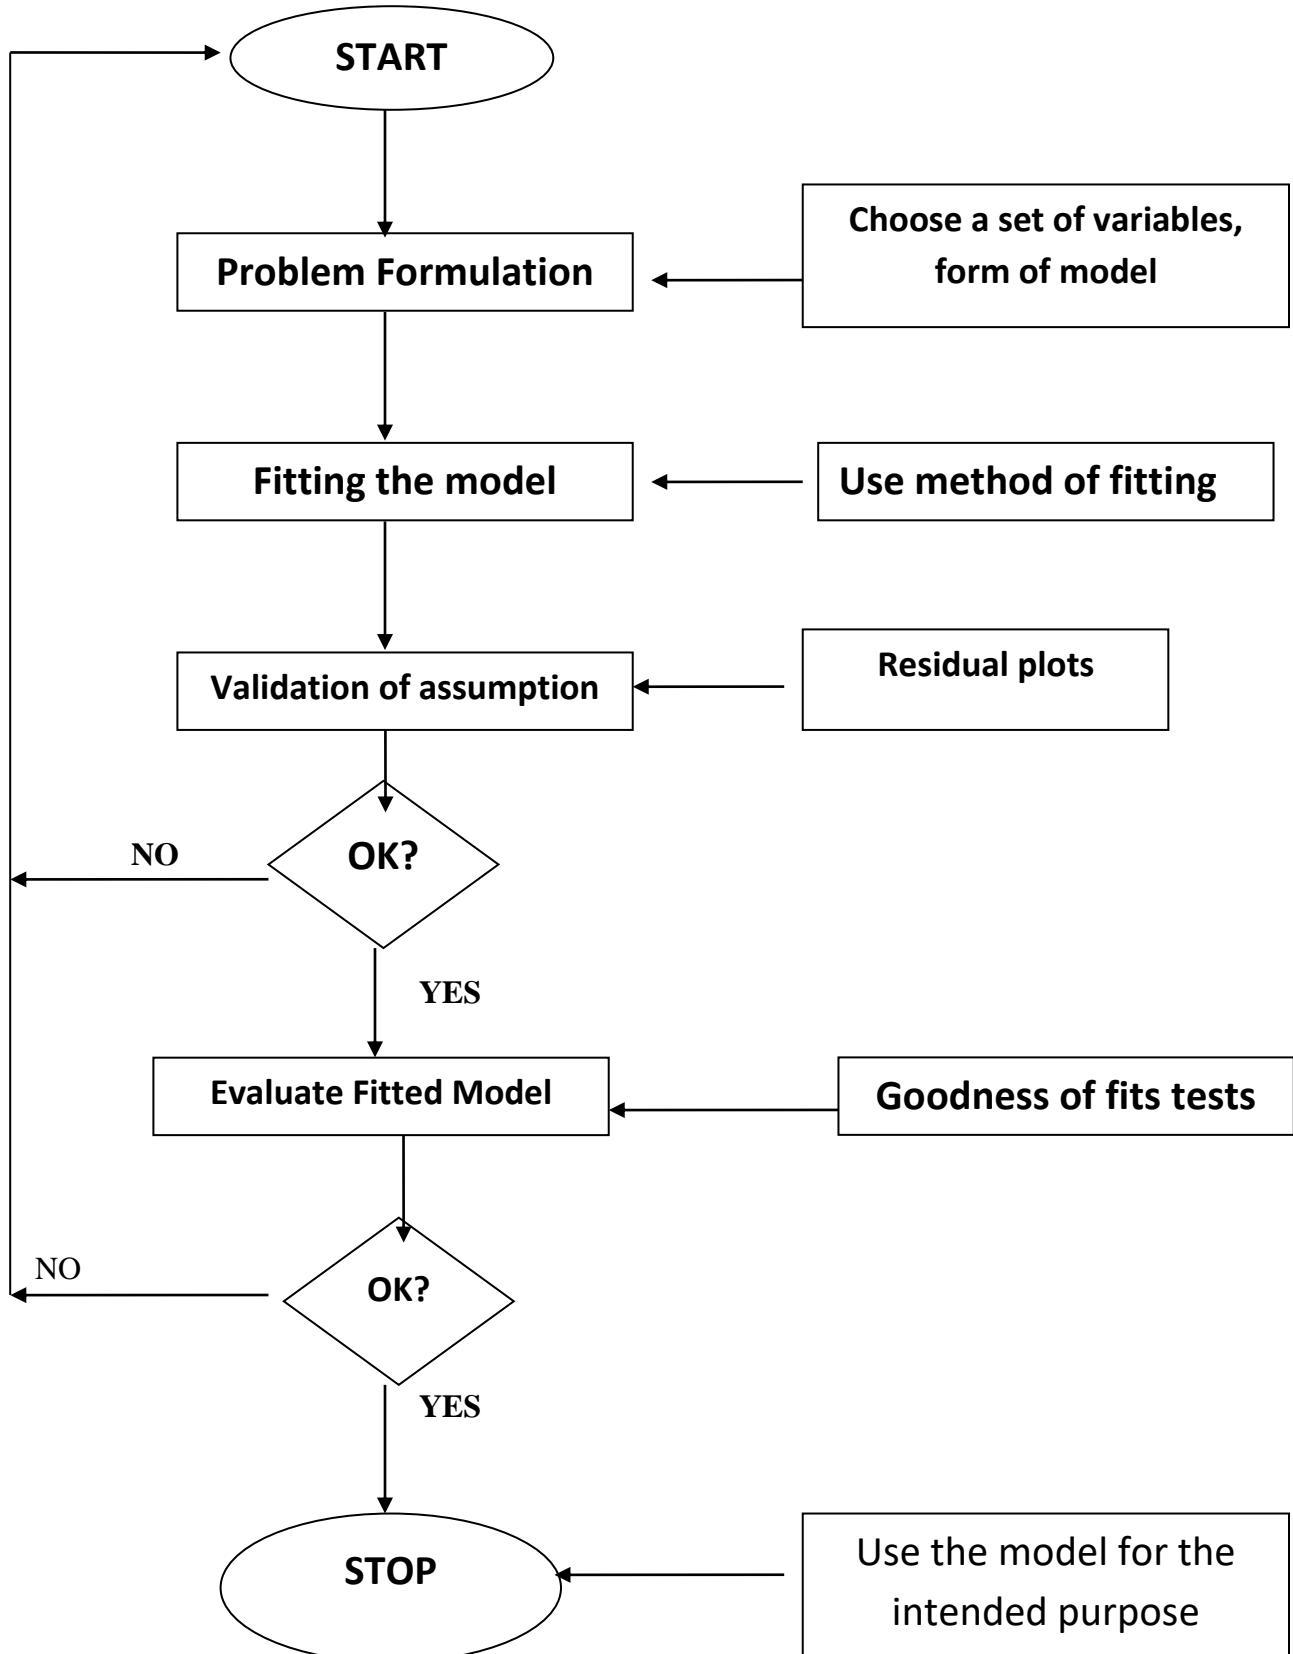 START
Choose a set of variables,
form of model
Problem Formulation
Fitting the model
Use method of fitting
Validation of assumption
Residual plots
OK?
NO
YES
Evaluate Fitted Model
Goodness of fits tests
OK?
NO
YES
STOP
Use the model for the
intended purpose